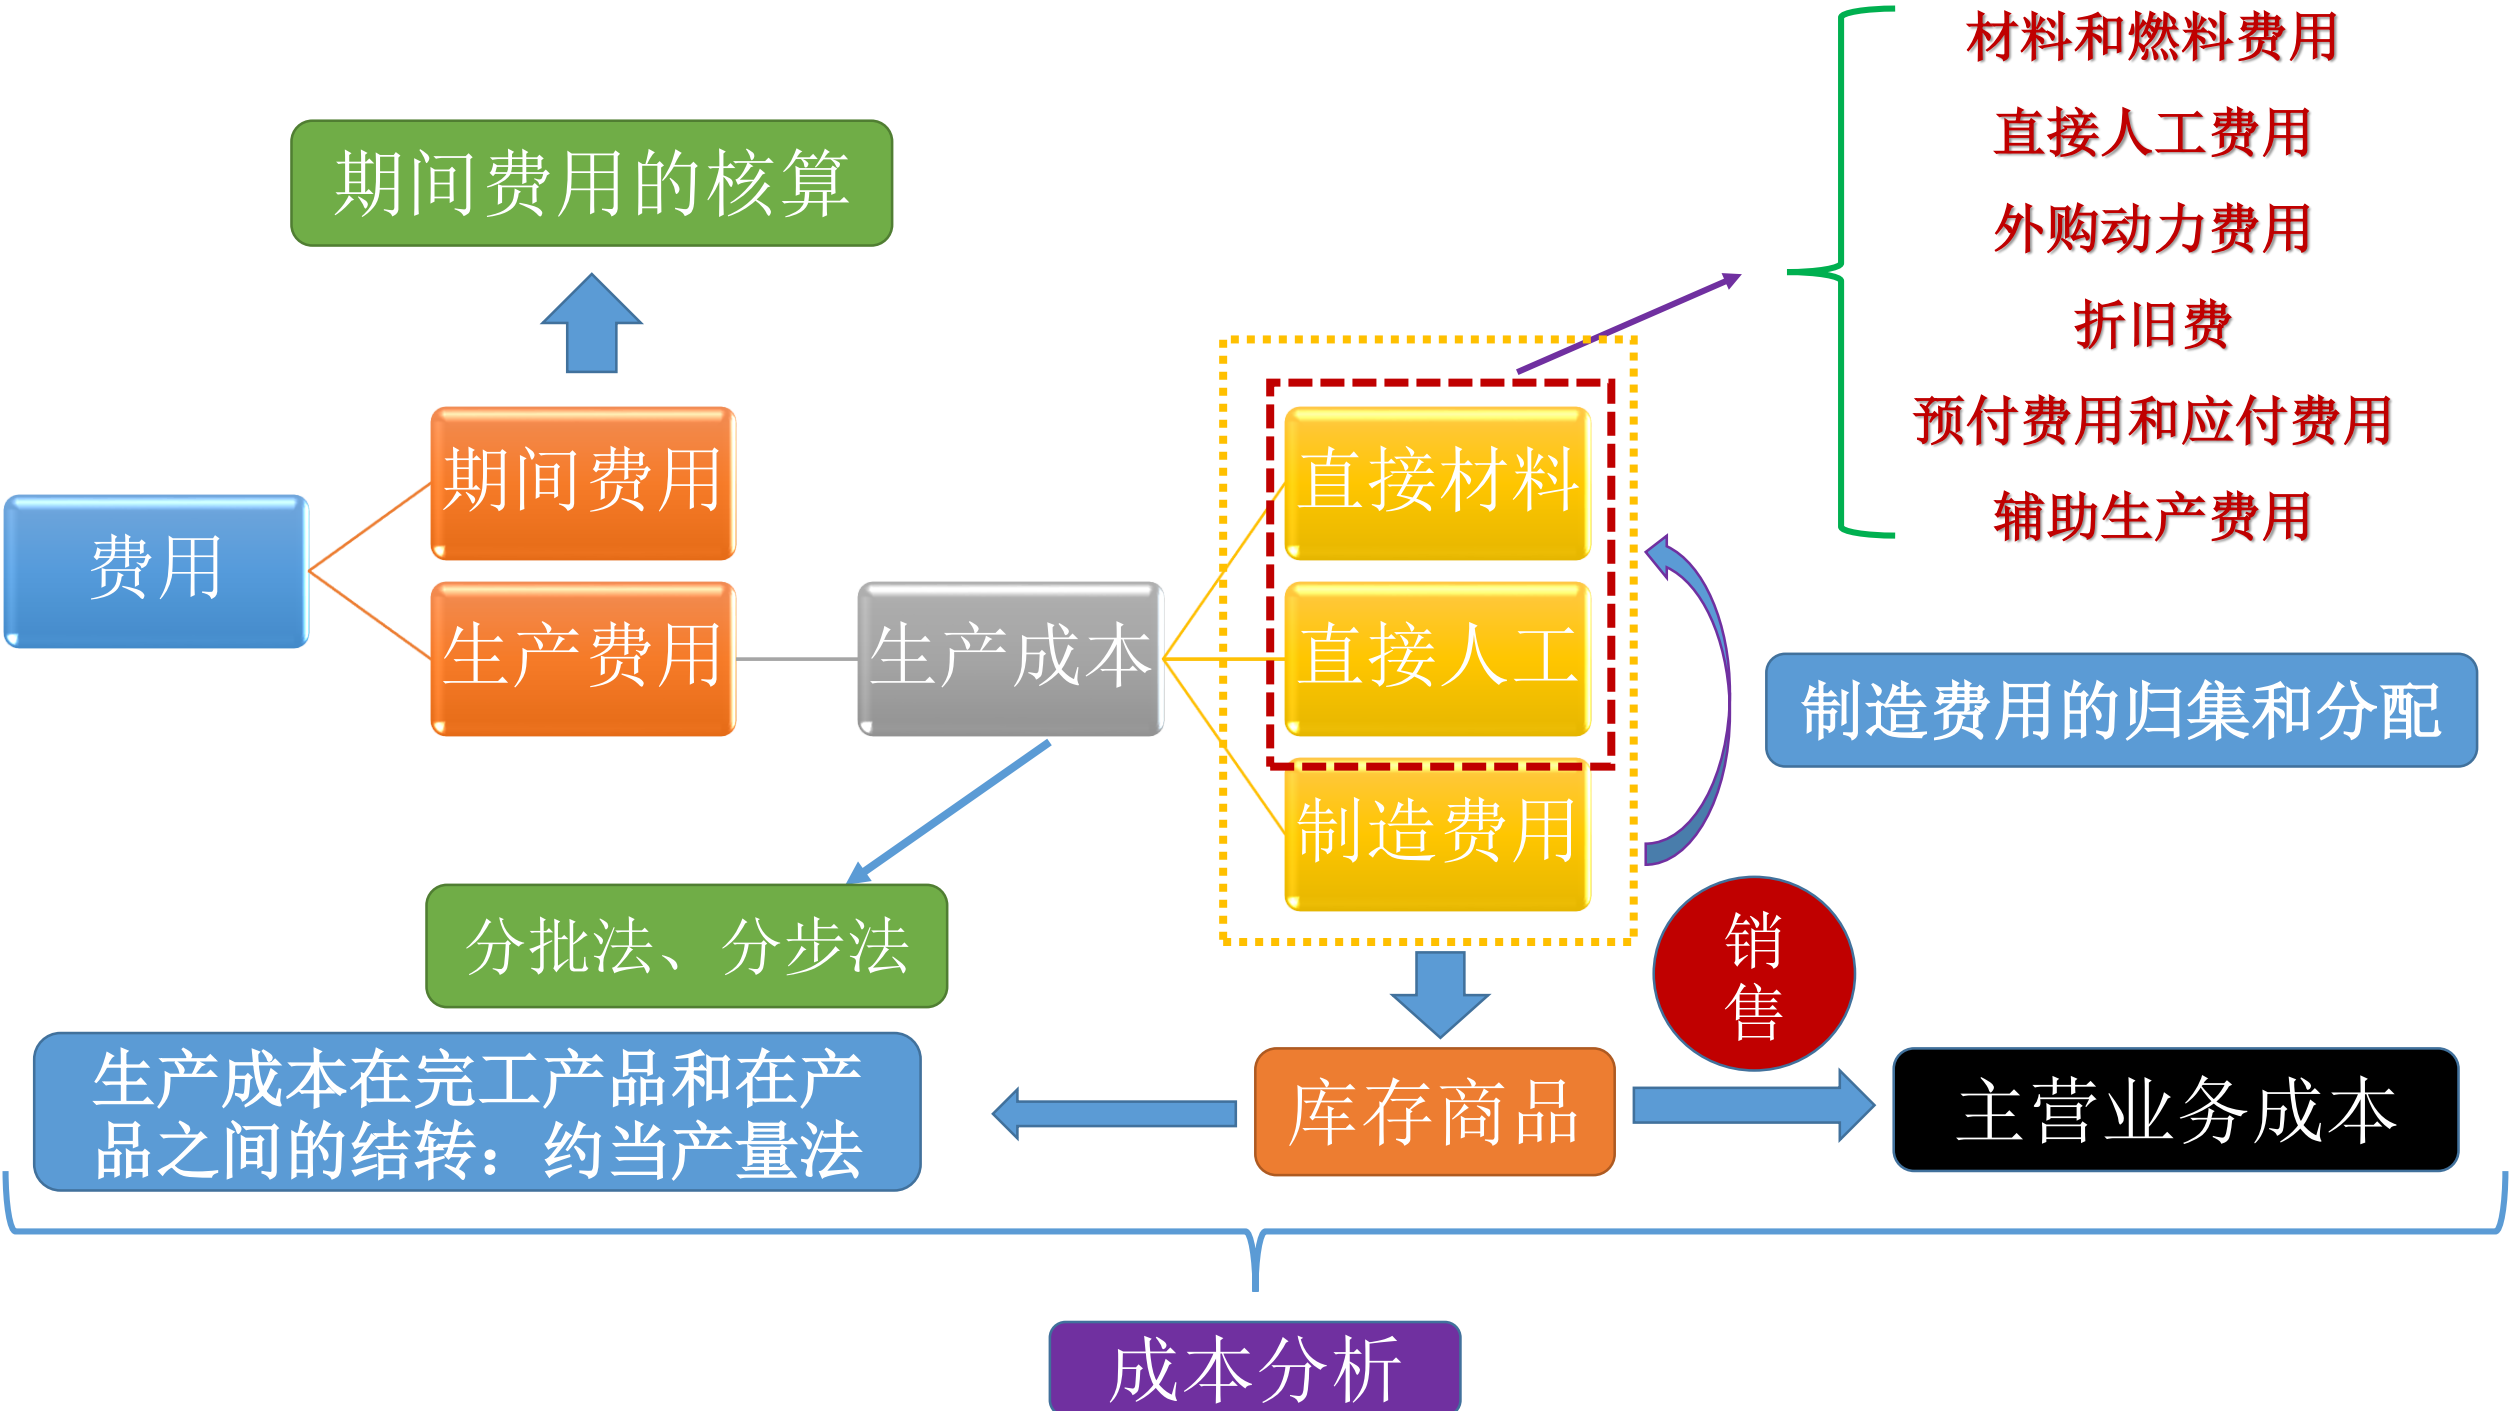 材料和燃料费用
直接人工费用
外购动力费用
折旧费
预付费用和应付费用
辅助生产费用
期间费用的核算
期间费用
直接材料
费用
生产费用
生产成本
直接人工
制造费用的归集和分配
制造费用
分批法、分步法
销
售
生产成本在完工产品和在产
品之间的结转：约当产量法
库存商品
主营业务成本
成本分析